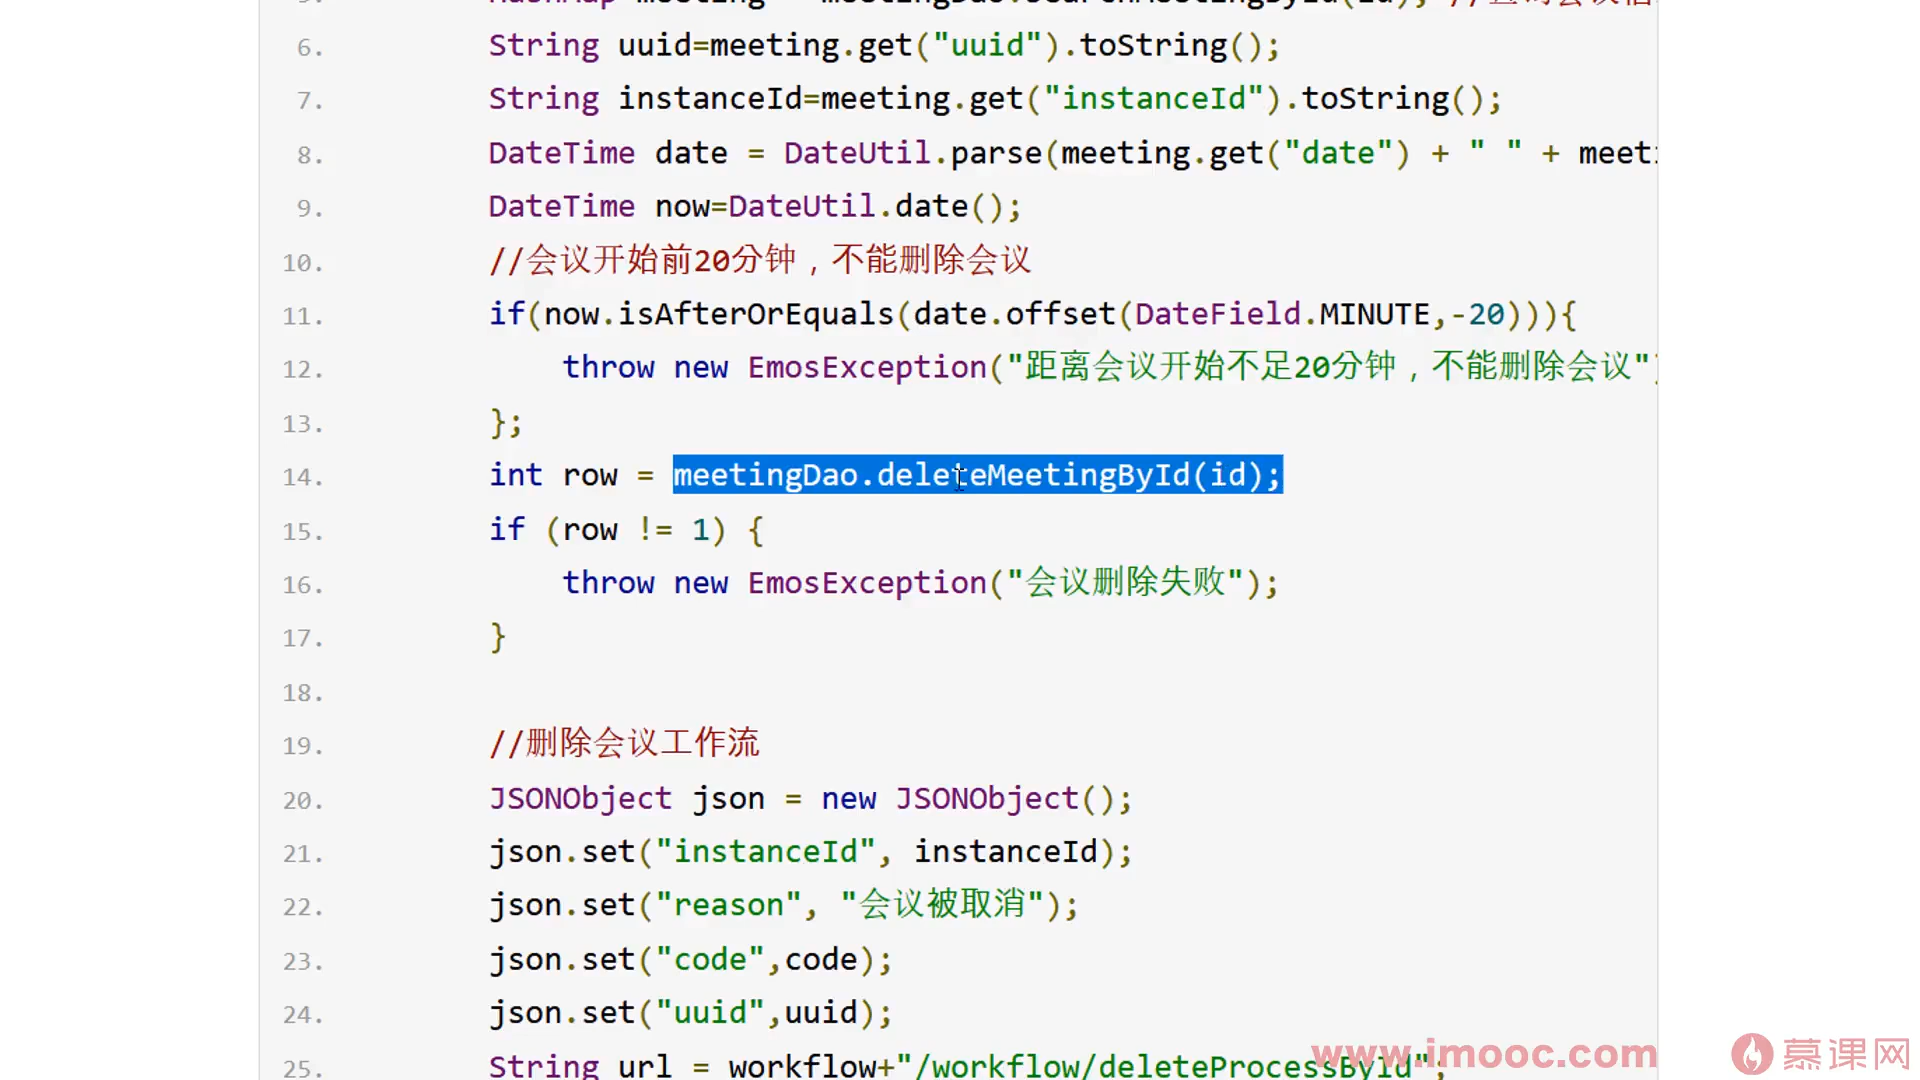 6. String uuid=meeting.get("uuid").toString();
7. String instanceId=meeting.get("instanceId").toString();
8. DateTime date = DateUtil.parse(meeting.get("date") + " " + meeti
9. DateTime now=DateUtil.date();
10. //会议开始前20分钟，不能删除会议
11. if(now.isAfterOrEquals(date.offset(DateField.MINUTE,-20))){
12. throw new EmosException("距离会议开始不足20分钟，不能删除会议")
13. };
14. int row = meetingDao.deleteMeetingById(id);
15. if (row != 1) {
16. throw new EmosException("会议删除失败");
17. }
18.
19. //删除会议工作流
20. JSONObject json = new JSONObject();
21. json.set("instanceId", instanceId);
22. json.set("reason", "会议被取消");
23. json.set("code",code);
24. json.set("uuid",uuid);
25. String url = workflow+"/workflow/deleteProcessById";
www.imooc.com 慕课网